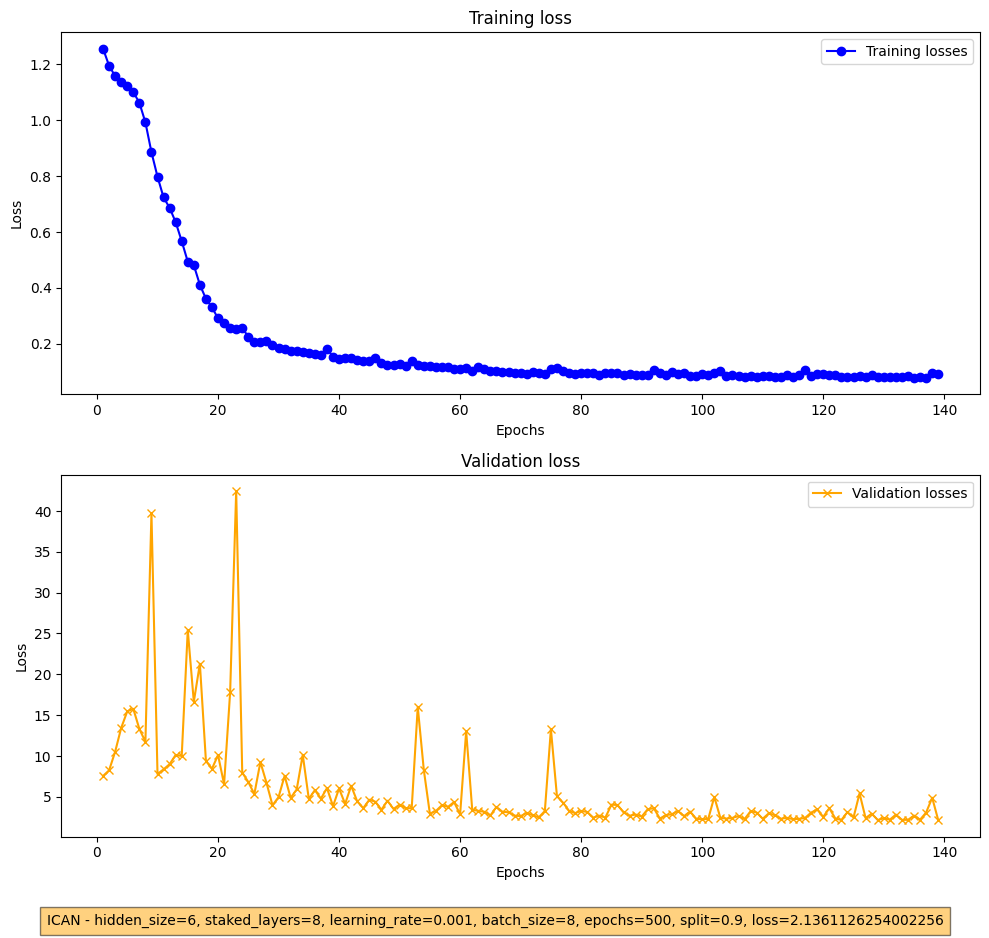 Training loss
Training losses
1.2
1.0
0.8
0.6
0.4
0.2
Loss
0 20 40 60 80 100 120 140
Epochs
Validation loss
Validation losses
40
35
30
25
20
15
10
5
Loss
0 20 40 60 80 100 120 140
Epochs
ICAN - hidden_size=6, staked_layers=8, learning_rate=0.001, batch_size=8, epochs=500, split=0.9, loss=2.1361126254002256